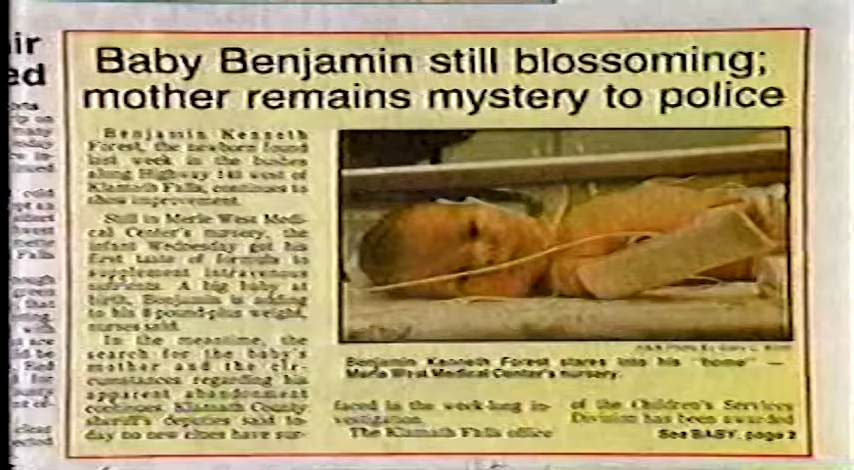 ir
ed
Baby Benjamin still blossoming;
mother remains mystery to police
Benjamin Kenneth
Forest, the newborn found
last week in the bushes
along Highway 140 west of
Klamath Falls, continues to
show improvement.
Still in Merle West Medi-
cal Center's nursery, the
infant Wednesday got his
first taste of formula to
supplement intravenous
nutrients. A big baby at
birth, Benjamin is adding
to his 8 pound-plus weight,
nurses said.
In the meantime, the
search for the baby's
mother and the cir-
cumstances regarding his
apparent abandonment
continues. Klamath County
sheriff's deputies said to-
day no new clues have sur-
Benjamin Kenneth Forest stares into his "home" —
Merle West Medical Center's nursery.
faced in the week-long in-
vestigation.
The Klamath Falls office
of the Children's Services
Division has been awarded
See BABY, page 2